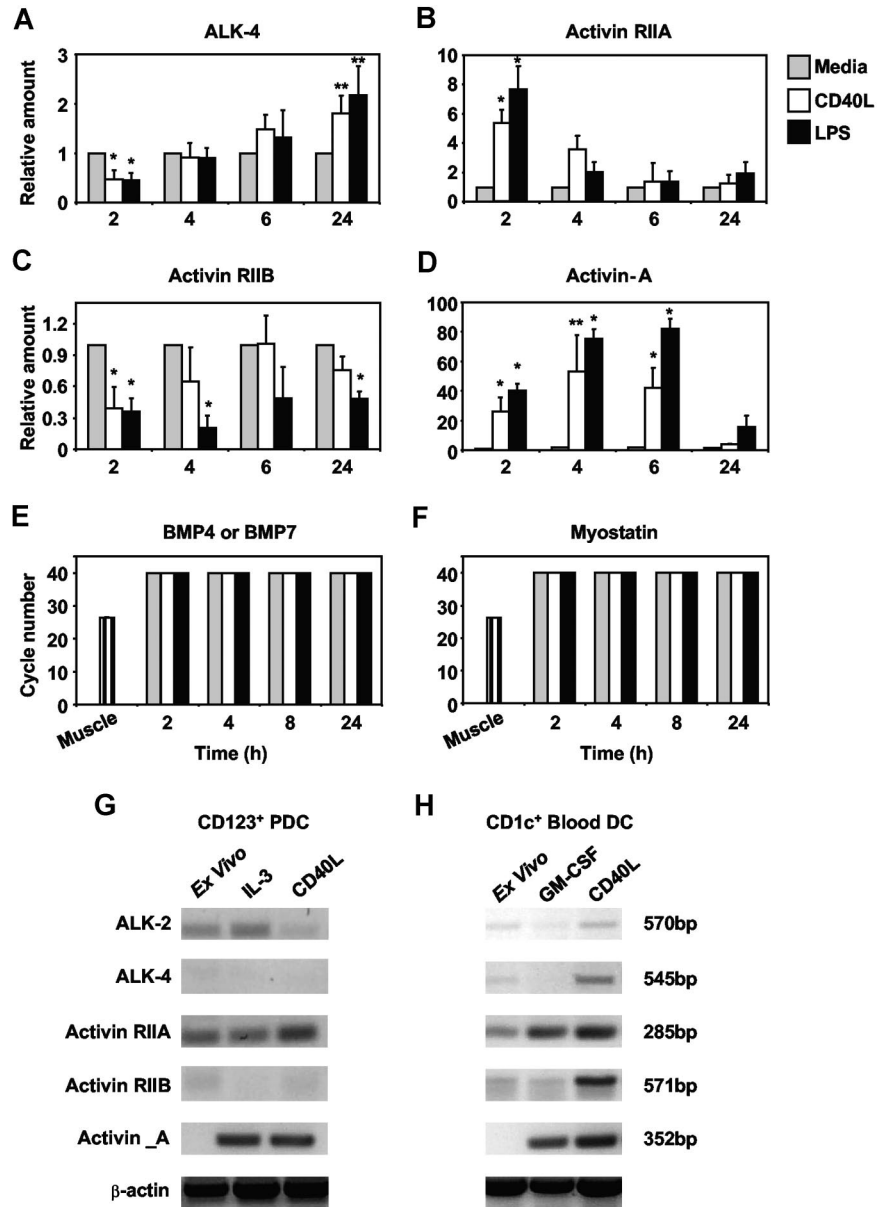 A
ALK-4
Relative amount
3
2
1
0
* * ** **
2 4 6 24
B
Activin RIIA
10
8
6
4
2
0
* *
2 4 6 24
Media
CD40L
LPS
C
Activin RIIB
Relative amount
1.2
0.9
0.6
0.3
0
* * * *
2 4 6 24
D
Activin-A
100
80
60
40
20
0
* * ** * * *
2 4 6 24
E
BMP4 or BMP7
Cycle number
40
30
20
10
0
Muscle 2 4 8 24
Time (h)
F
Myostatin
40
30
20
10
0
Muscle 2 4 8 24
Time (h)
G
CD123+ PDC
Ex Vivo IL-3 CD40L
H
CD1c+ Blood DC
Ex Vivo GM-CSF CD40L
ALK-2 570bp
ALK-4 545bp
Activin RIIA 285bp
Activin RIIB 571bp
Activin _A 352bp
β-actin